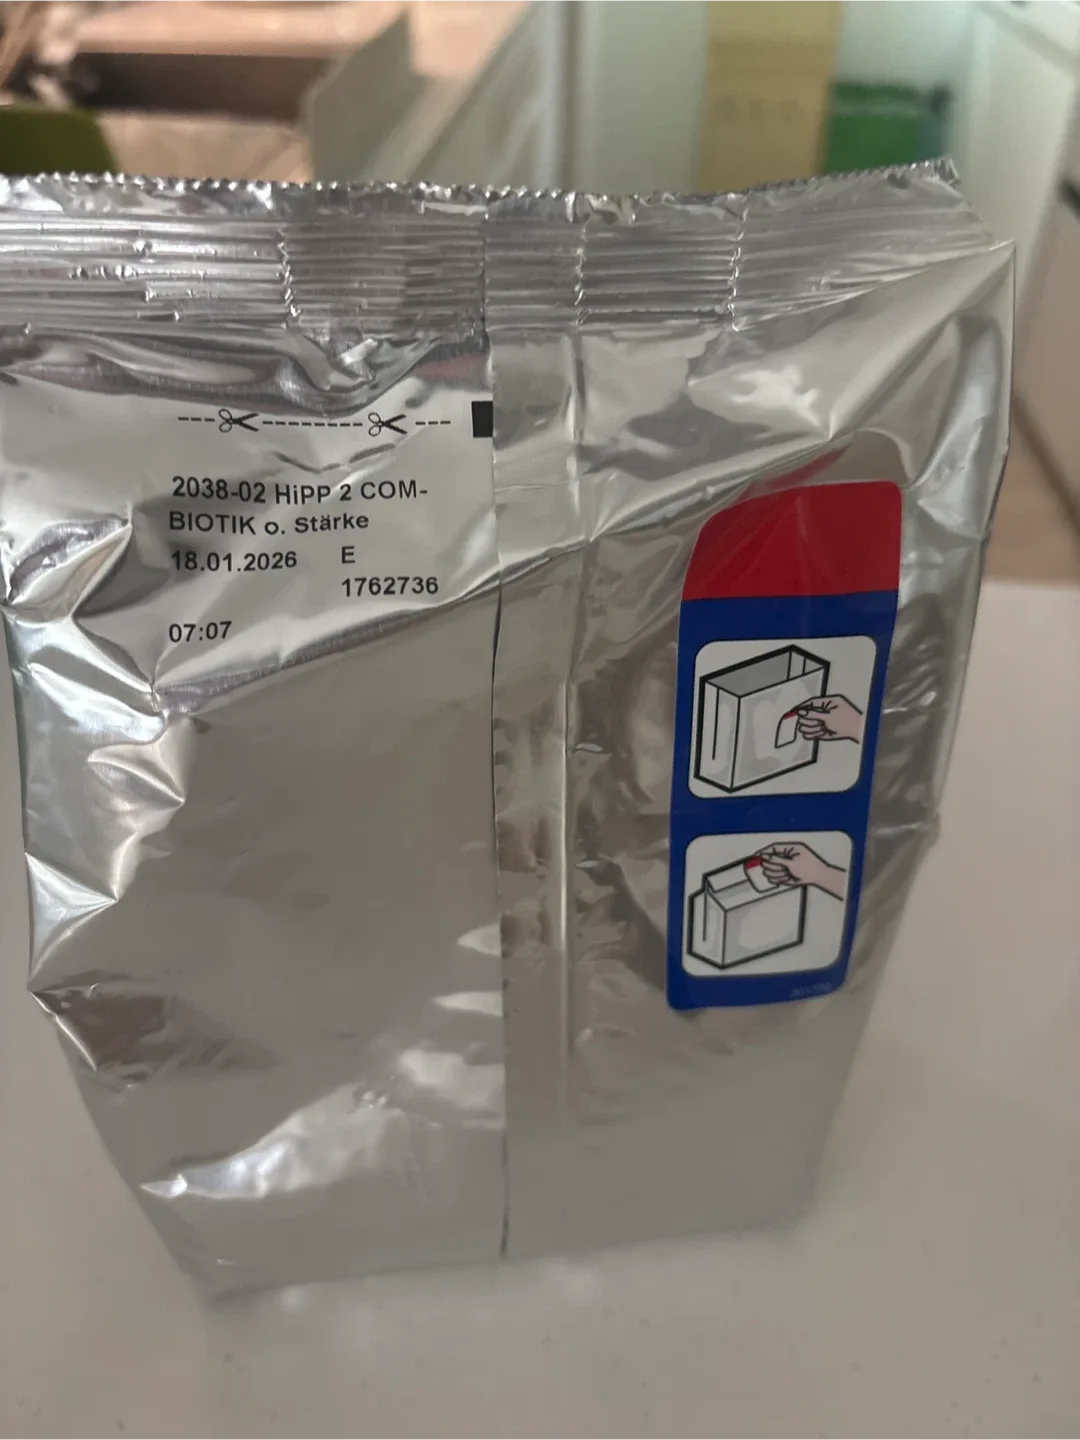 2038-02 HiPP 2 COM-
BIOTIK o. Stärke
18.01.2026 E
1762736
07:07